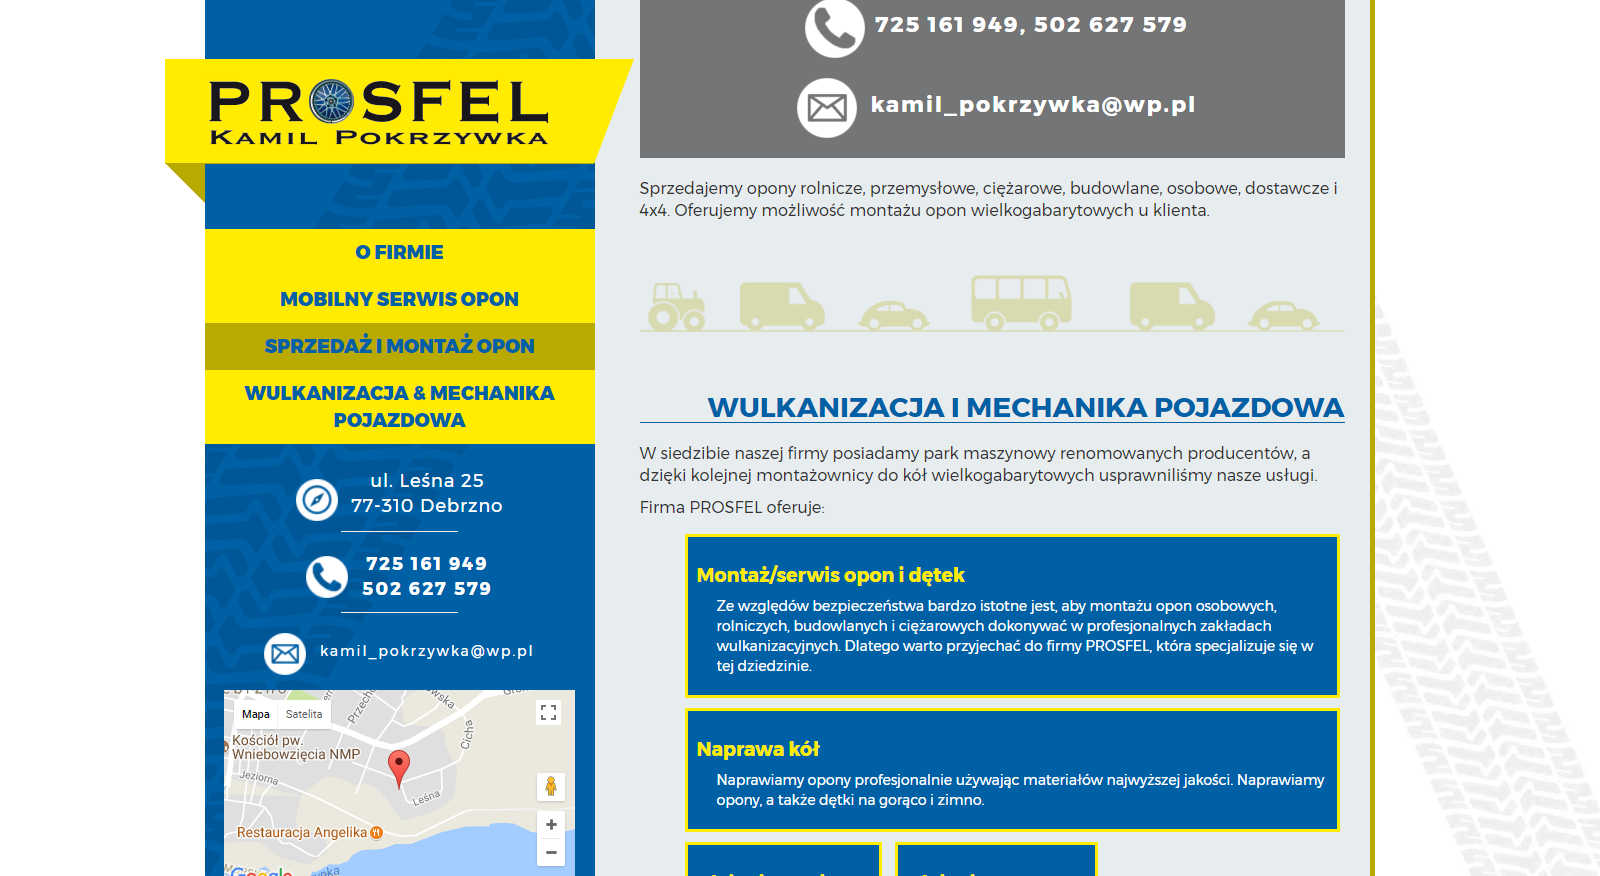 PROSFEL
KAMIL POKRZYWKA
O FIRMIE
MOBILNY SERWIS OPON
SPRZEDAŻ I MONTAŻ OPON
WULKANIZACJA & MECHANIKA
POJAZDOWA
ul. Leśna 25
77-310 Debrzno
725 161 949
502 627 579
kamil_pokrzywka@wp.pl
Mapa
Satelita
Kościół pw.
Wniebowzięcia NMP
Jeziorna
Cicha
Leśna
Restauracja Angelika
Google
725 161 949, 502 627 579
kamil_pokrzywka@wp.pl
Sprzedajemy opony rolnicze, przemysłowe, ciężarowe, budowlane, osobowe, dostawcze i
4x4. Oferujemy możliwość montażu opon wielkogabarytowych u klienta.
WULKANIZACJA I MECHANIKA POJAZDOWA
W siedzibie naszej firmy posiadamy park maszynowy renomowanych producentów, a
dzięki kolejnej montażownicy do kół wielkogabarytowych usprawniliśmy nasze usługi.
Firma PROSFEL oferuje:
Montaż/serwis opon i dętek
Ze względów bezpieczeństwa bardzo istotne jest, aby montażu opon osobowych,
rolniczych, budowlanych i ciężarowych dokonywać w profesjonalnych zakładach
wulkanizacyjnych. Dlatego warto przyjechać do firmy PROSFEL, która specjalizuje się w
tej dziedzinie.
Naprawa kół
Naprawiamy opony profesjonalnie używając materiałów najwyższej jakości. Naprawiamy
opony, a także dętki na gorąco i zimno.